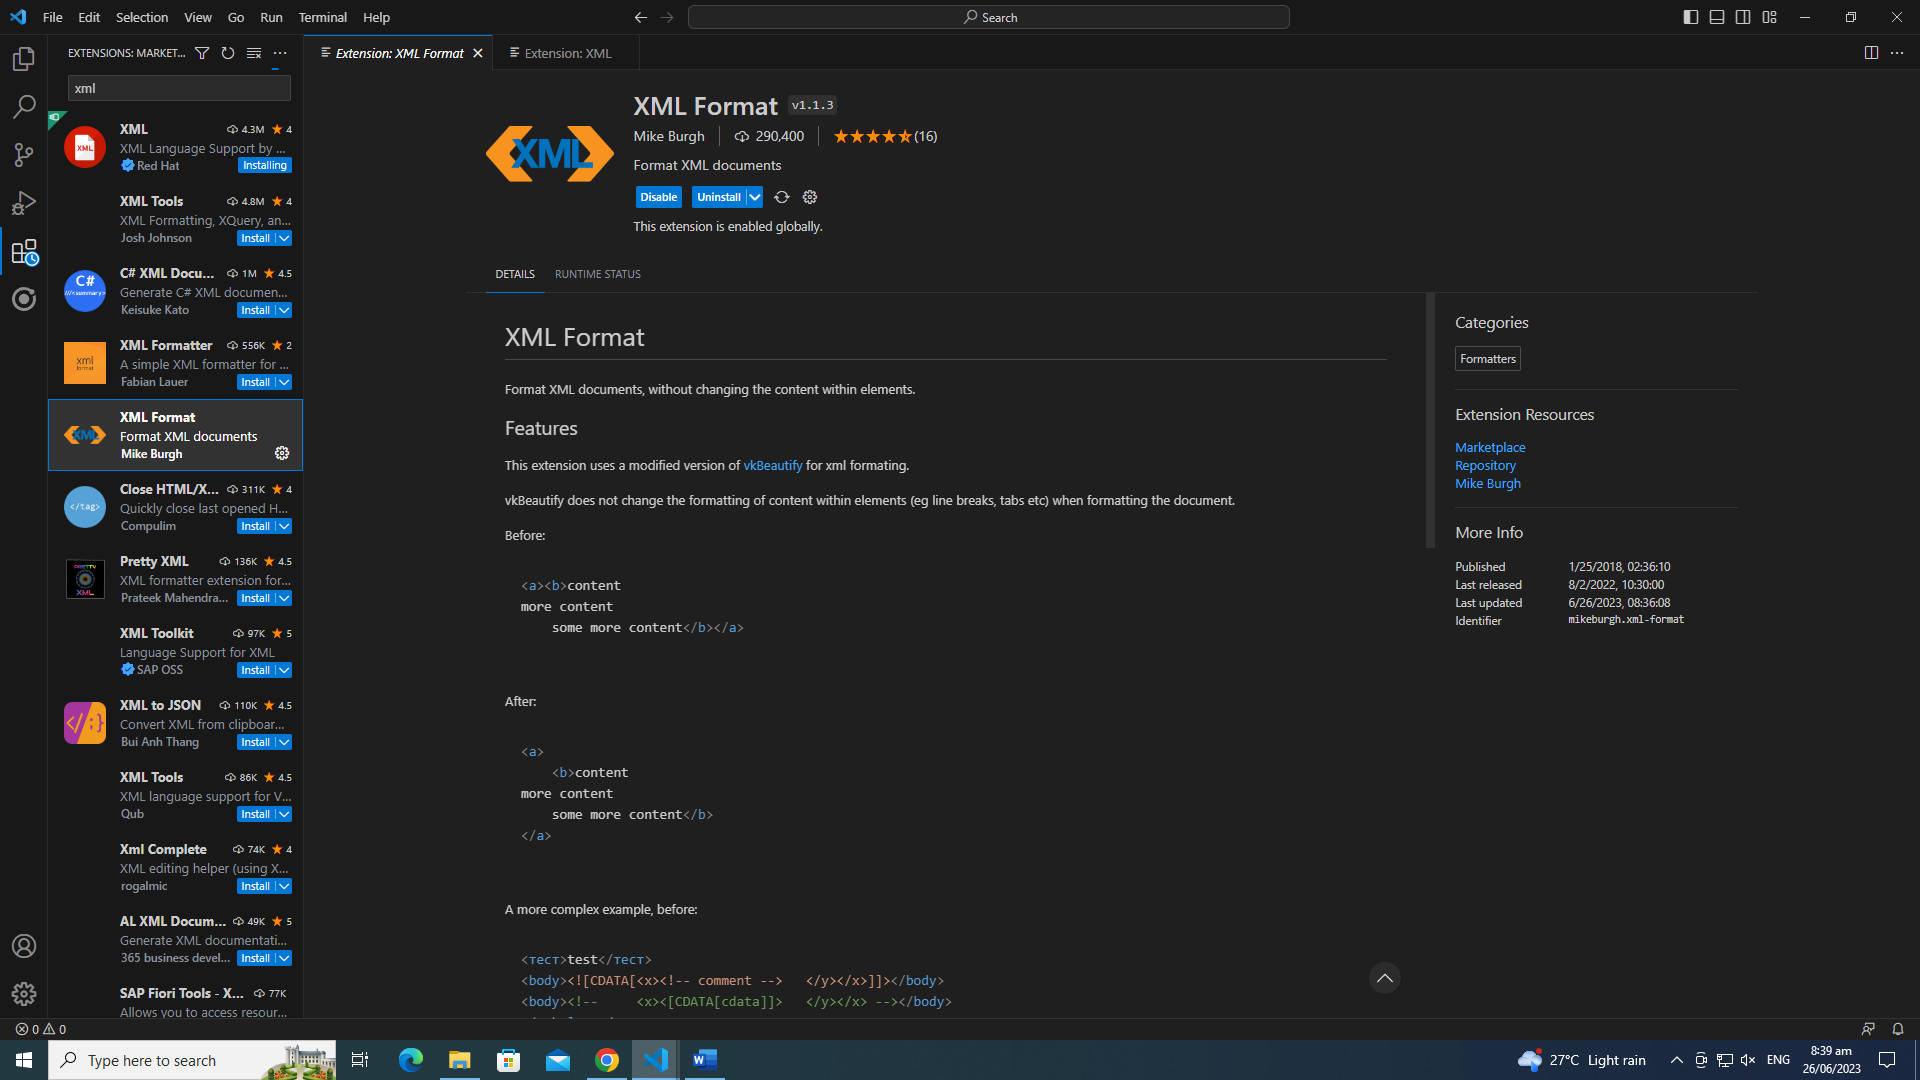 File Edit Selection View Go Run Terminal Help
Search
EXTENSIONS: MARKET...
xml
XML 4.3M 4
XML Language Support by ...
Red Hat Installing
XML Tools 4.8M 4
XML Formatting, XQuery, an...
Josh Johnson Install
C# XML Docu... 1M 4.5
C#
///<summary>
Generate C# XML documen...
Keisuke Kato Install
XML Formatter 556K 2
xml
format
A simple XML formatter for ...
Fabian Lauer Install
XML Format
XML
Format XML documents
Mike Burgh
Close HTML/X... 311K 4
</tag>
Quickly close last opened H...
Compulim Install
Pretty XML 136K 4.5
PRETTY
XML
XML formatter extension for...
Prateek Mahendra... Install
XML Toolkit 97K 5
Language Support for XML
SAP OSS Install
XML to JSON 110K 4.5
Convert XML from clipboar...
Bui Anh Thang Install
XML Tools 86K 4.5
XML language support for V...
Qub Install
Xml Complete 74K 4
XML editing helper (using X...
rogalmic Install
AL XML Docum... 49K 5
Generate XML documentati...
365 business devel... Install
SAP Fiori Tools - X... 77K
Allows you to access resour...
Extension: XML Format
Extension: XML
XML
XML Format v1.1.3
Mike Burgh 290,400 (16)
Format XML documents
Disable Uninstall
This extension is enabled globally.
DETAILS RUNTIME STATUS
XML Format
Format XML documents, without changing the content within elements.
Features
This extension uses a modified version of vkBeautify for xml formating.
vkBeautify does not change the formatting of content within elements (eg line breaks, tabs etc) when formatting the document.
Before:
<a><b>content
more content
some more content</b></a>
After:
<a>
<b>content
more content
some more content</b>
</a>
A more complex example, before:
<тест>test</тест>
<body><![CDATA[<x><!-- comment --> </y></x>]]></body>
<body><!-- <x><[CDATA[cdata]]> </y></x> --></body>
Categories
Formatters
Extension Resources
Marketplace
Repository
Mike Burgh
More Info
Published 1/25/2018, 02:36:10
Last released 8/2/2022, 10:30:00
Last updated 6/26/2023, 08:36:08
Identifier mikeburgh.xml-format
0 0
Type here to search
27°C Light rain
ENG
8:39 am
26/06/2023